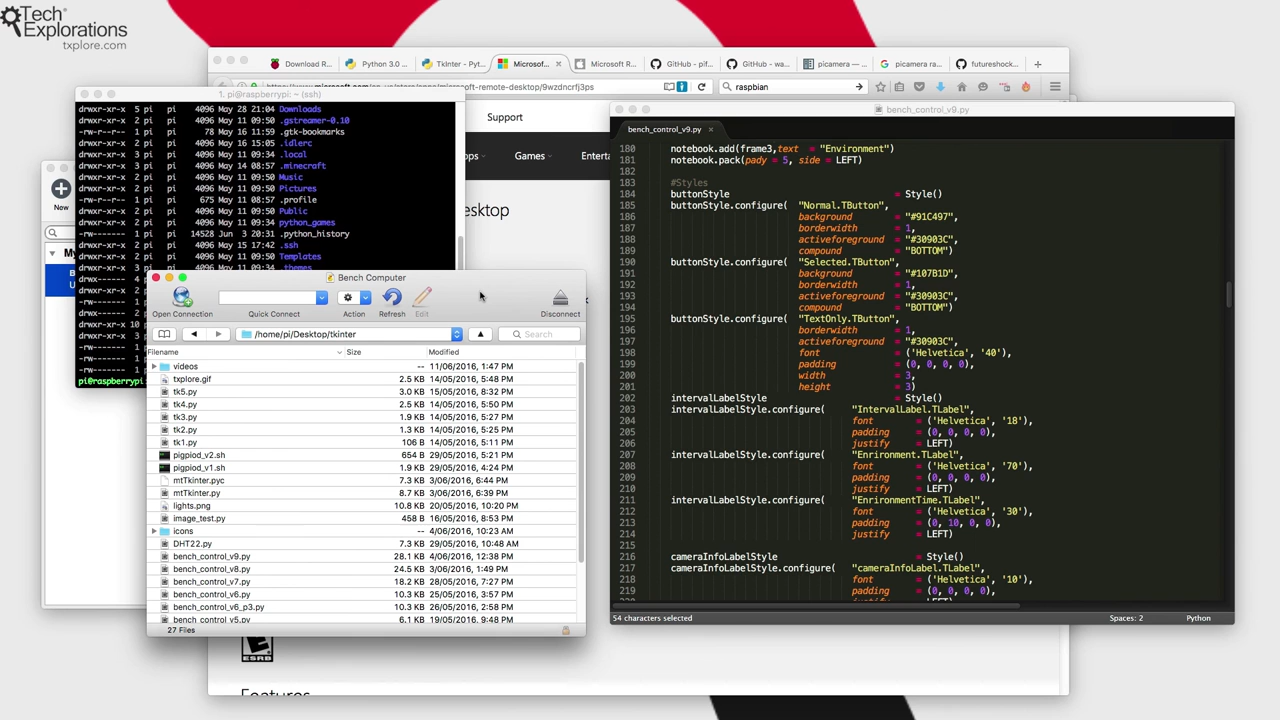 Tech
Explorations
txplore.com
Download R...
Python 3.0 ...
Tkinter - Pyt...
Microsof...
Microsoft R...
GitHub - pif...
GitHub - wa...
picamera —...
picamera ra...
futureshock...
raspbian
Support
Games
Enterta
esktop
Features
New
1. pi@raspberrypi: ~ (ssh)
drwxr-xr-x 5 pi pi 4096 May 28 21:04 Downloads
drwxr-xr-x 2 pi pi 4096 May 11 09:50 .gstreamer-0.10
-rw-r--r-- 1 pi pi 78 May 16 11:59 .gtk-bookmarks
drwxr-xr-x 2 pi pi 4096 May 16 15:09 .idlerc
drwxr-xr-x 3 pi pi 4096 May 11 09:34 .local
drwxr-xr-x 3 pi pi 4096 May 14 08:57 .minecraft
drwxr-xr-x 2 pi pi 4096 May 11 09:50 Music
drwxr-xr-x 2 pi pi 4096 May 11 09:50 Pictures
-rw-r--r-- 1 pi pi 675 May 11 08:57 .profile
drwxr-xr-x 2 pi pi 4096 May 11 09:50 Public
drwxrwxr-x 2 pi pi 4096 May 11 09:34 python_games
-rw-r--r-- 1 pi pi 14528 Jun 3 20:31 .python_history
drwx------ 2 pi pi 4096 May 15 17:42 .ssh
drwxr-xr-x 2 pi pi 4096 May 11 09:50 Templates
drwxr-xr-x 3 pi pi 4096 May 11 09:34 .themes
pi@raspberrypi
Bench Computer
Open Connection
Quick Connect
Action
Refresh
Edit
Disconnect
/home/pi/Desktop/tkinter
Search
Filename Size Modified
videos -- 11/06/2016, 1:47 PM
txplore.gif 2.5 KB 14/05/2016, 5:48 PM
tk5.py 3.0 KB 15/05/2016, 8:32 PM
tk4.py 2.5 KB 14/05/2016, 5:50 PM
tk3.py 1.9 KB 14/05/2016, 5:27 PM
tk2.py 1.3 KB 14/05/2016, 5:15 PM
tk1.py 106 B 14/05/2016, 5:11 PM
pigpiod_v2.sh 654 B 29/05/2016, 5:21 PM
pigpiod_v1.sh 1.9 KB 29/05/2016, 4:24 PM
mtTkinter.pyc 7.3 KB 3/06/2016, 6:44 PM
mtTkinter.py 8.7 KB 3/06/2016, 6:39 PM
lights.png 10.8 KB 20/05/2016, 10:20 PM
image_test.py 458 B 16/05/2016, 8:53 PM
icons -- 4/06/2016, 10:23 AM
DHT22.py 7.3 KB 29/05/2016, 10:48 AM
bench_control_v9.py 28.1 KB 4/06/2016, 12:38 PM
bench_control_v8.py 24.5 KB 3/06/2016, 1:49 PM
bench_control_v7.py 18.2 KB 28/05/2016, 7:27 PM
bench_control_v6.py 10.3 KB 25/05/2016, 3:57 PM
bench_control_v6_p3.py 10.3 KB 26/05/2016, 2:58 PM
bench_control_v5.py 6.1 KB 19/05/2016, 9:48 PM
27 Files
bench_control_v9.py
bench_control_v9.py
180 notebook.add(frame3,text = "Environment")
181 notebook.pack(pady = 5, side = LEFT)
182
183 #Styles
184 buttonStyle = Style()
185 buttonStyle.configure( "Normal.TButton",
186 background = "#91C497",
187 borderwidth = 1,
188 activeforeground = "#30903C",
189 compound = "BOTTOM")
190 buttonStyle.configure( "Selected.TButton",
191 background = "#107B1D",
192 borderwidth = 1,
193 activeforeground = "#30903C",
194 compound = "BOTTOM")
195 buttonStyle.configure( "TextOnly.TButton",
196 borderwidth = 1,
197 activeforeground = "#30903C",
198 font = ('Helvetica', '40'),
199 padding = (0, 0, 0, 0),
200 width = 3,
201 height = 3)
202 intervalLabelStyle = Style()
203 intervalLabelStyle.configure( "IntervalLabel.TLabel",
204 font = ('Helvetica', '18'),
205 padding = (0, 0, 0, 0),
206 justify = LEFT)
207 intervalLabelStyle.configure( "Enrironment.TLabel",
208 font = ('Helvetica', '70'),
209 padding = (0, 0, 0, 0),
210 justify = LEFT)
211 intervalLabelStyle.configure( "EnrironmentTime.TLabel",
212 font = ('Helvetica', '30'),
213 padding = (0, 10, 0, 0),
214 justify = LEFT)
215
216 cameraInfoLabelStyle = Style()
217 cameraInfoLabelStyle.configure( "cameraInfoLabel.TLabel",
218 font = ('Helvetica', '10'),
219 padding = (0, 0, 0, 0),
54 characters selected
Spaces: 2
Python
ESRB